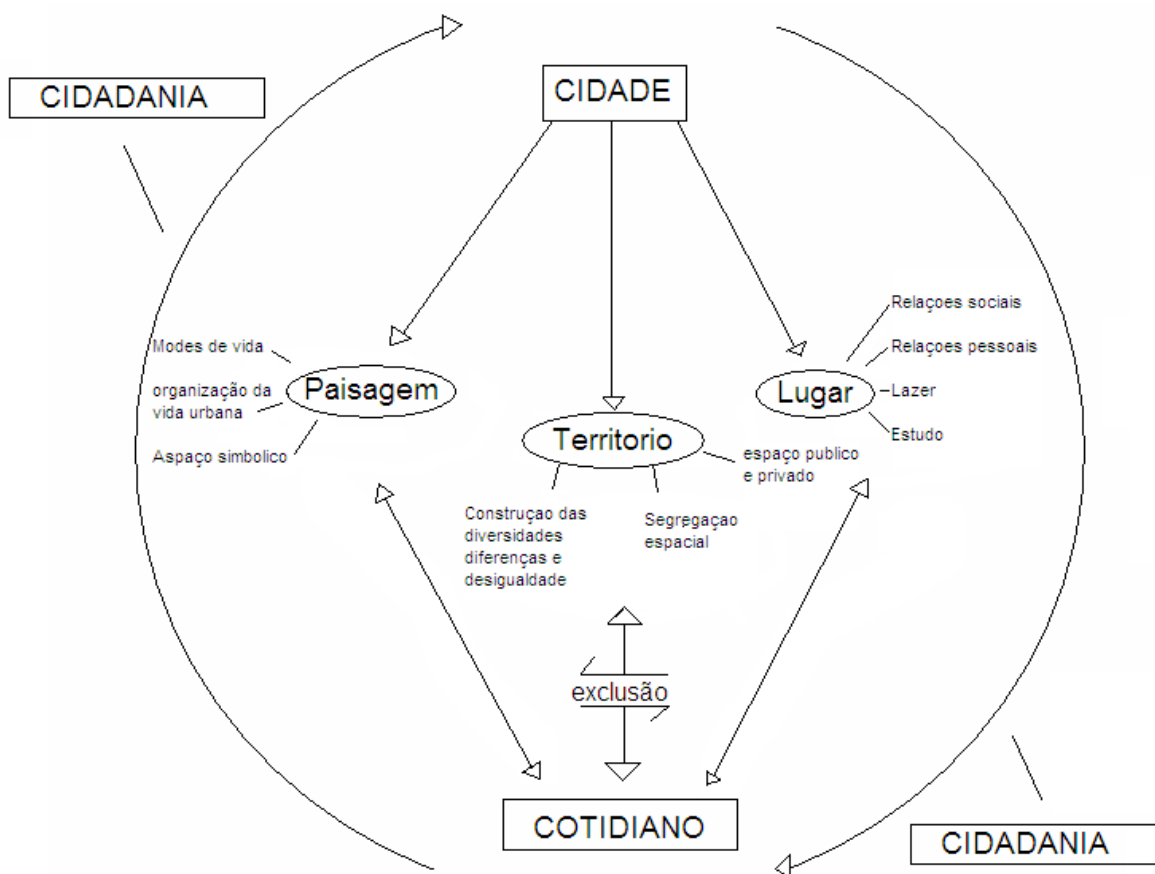 CIDADE
CIDADANIA
Relaçoes sociais
Modes de vida
Relaçoes pessoais
organização da
vida urbana
Paisagem
Lugar
Lazer
Estudo
Territorio
Aspaço simbolico
espaço publico
e privado
Construçao das
diversidades
diferenças e
desigualdade
Segregaçao
espacial
exclusão
COTIDIANO
CIDADANIA